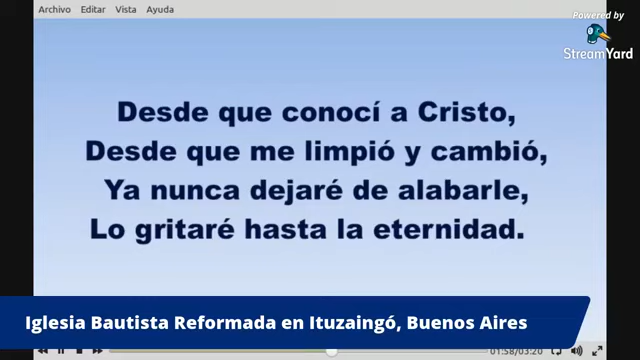 Archivo Editar Vista Ayuda
Powered by
StreamYard
Desde que conocí a Cristo,
Desde que me limpió y cambió,
Ya nunca dejaré de alabarle,
Lo gritaré hasta la eternidad.
Iglesia Bautista Reformada en Ituzaingó, Buenos Aires
01:58/03:20